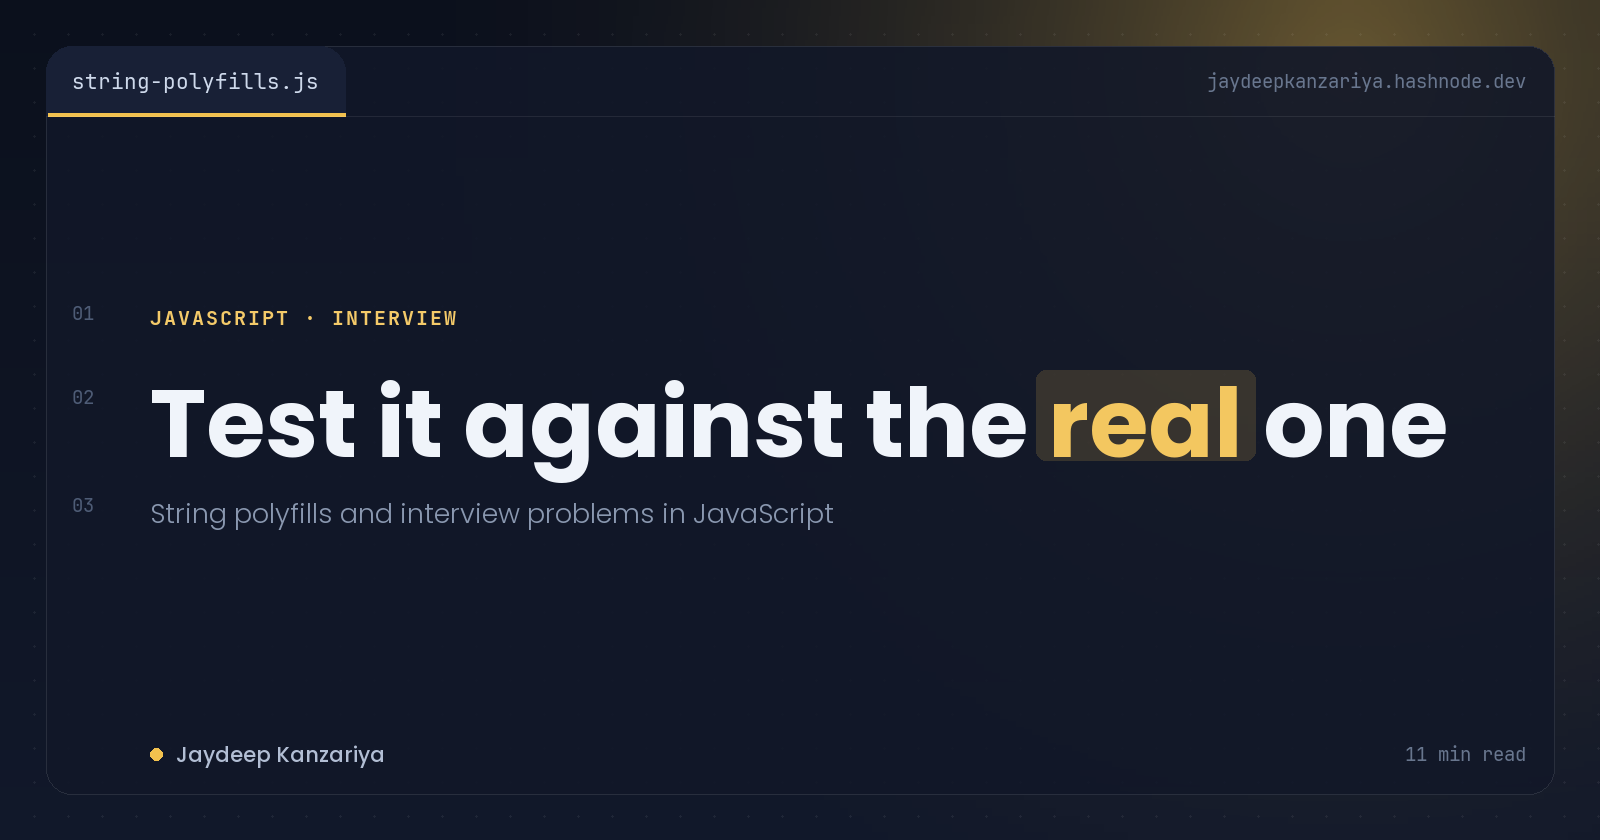 string-polyfills.js
jaydeepkanzariya.hashnode.dev
01
JAVASCRIPT · INTERVIEW
02
Test it against the real one
03
String polyfills and interview problems in JavaScript
Jaydeep Kanzariya
11 min read